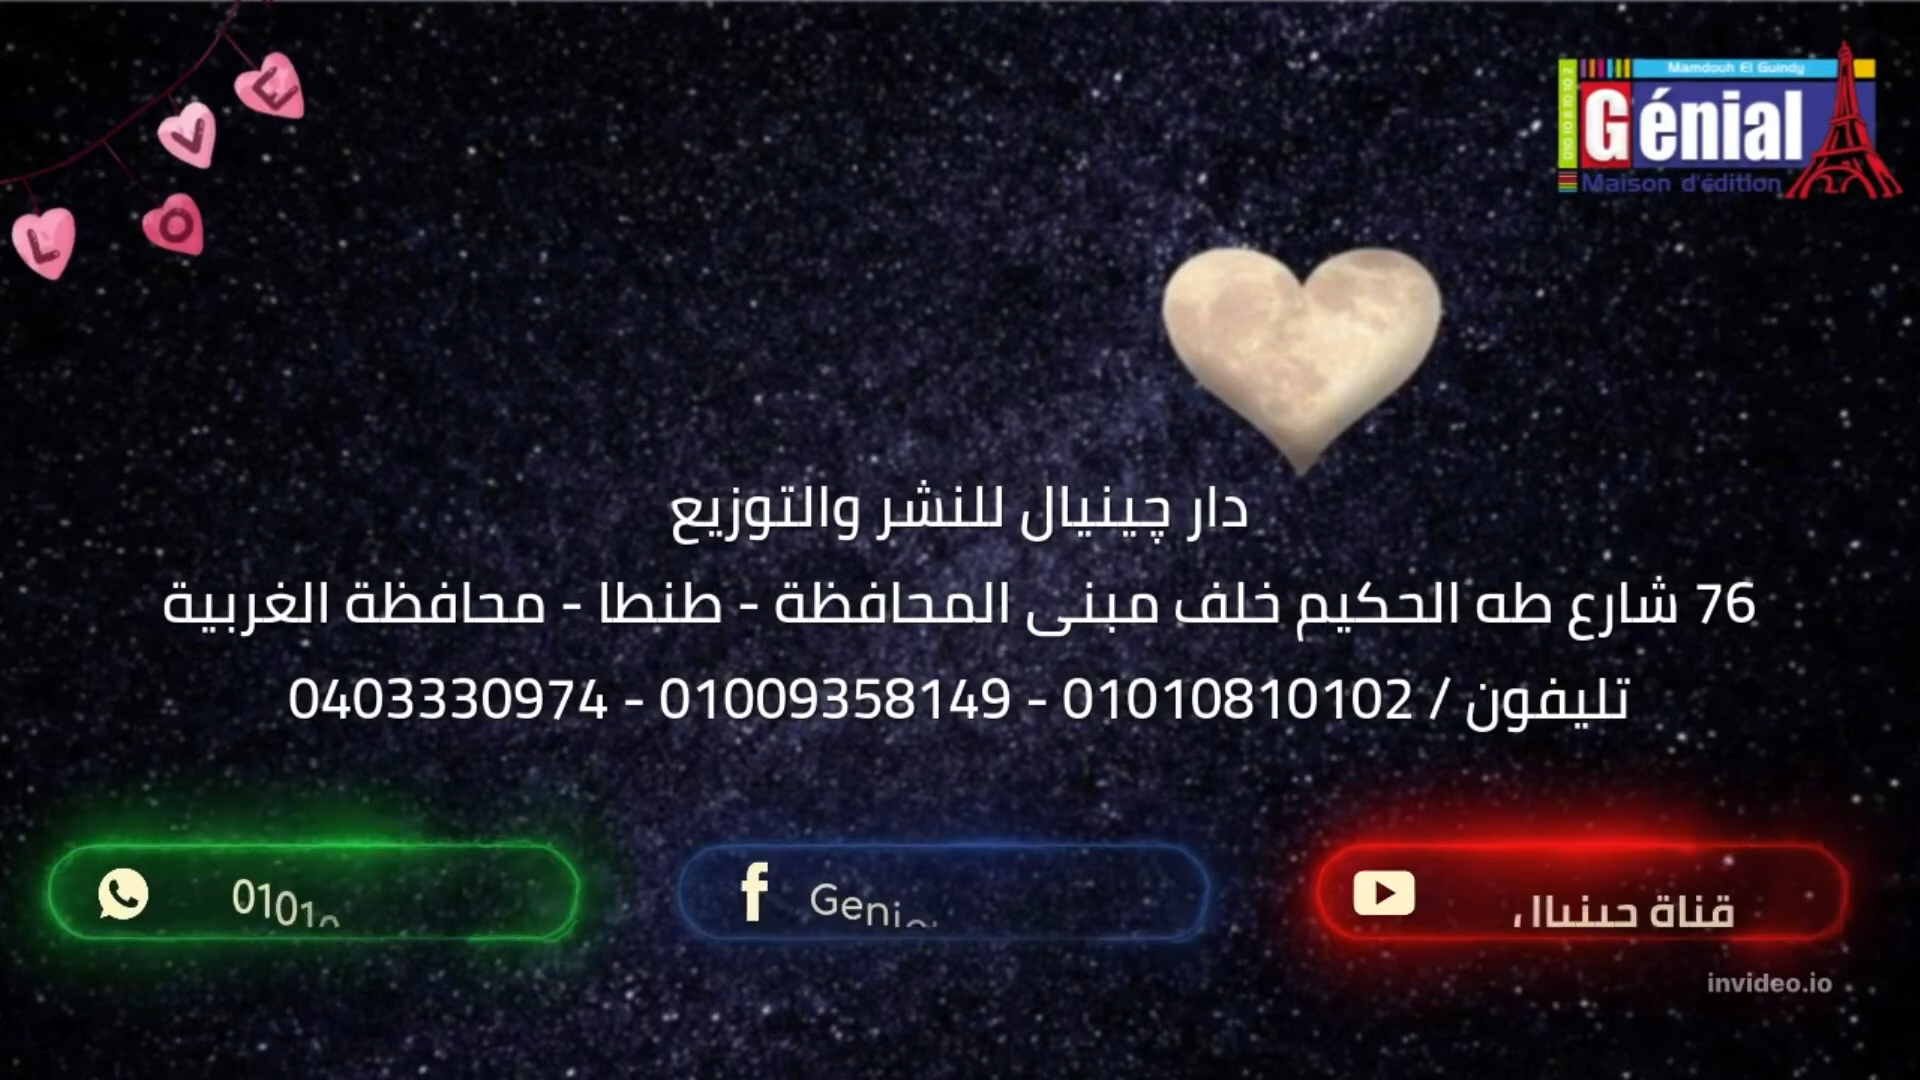 L O V E
Mamdouh El Guindy
Génial
Maison d'édition
دار چينيال للنشر والتوزيع
76 شارع طه الحكيم خلف مبنى المحافظة - طنطا - محافظة الغربية
تليفون / 01010810102 - 01009358149 - 0403330974
قناة
invideo.io